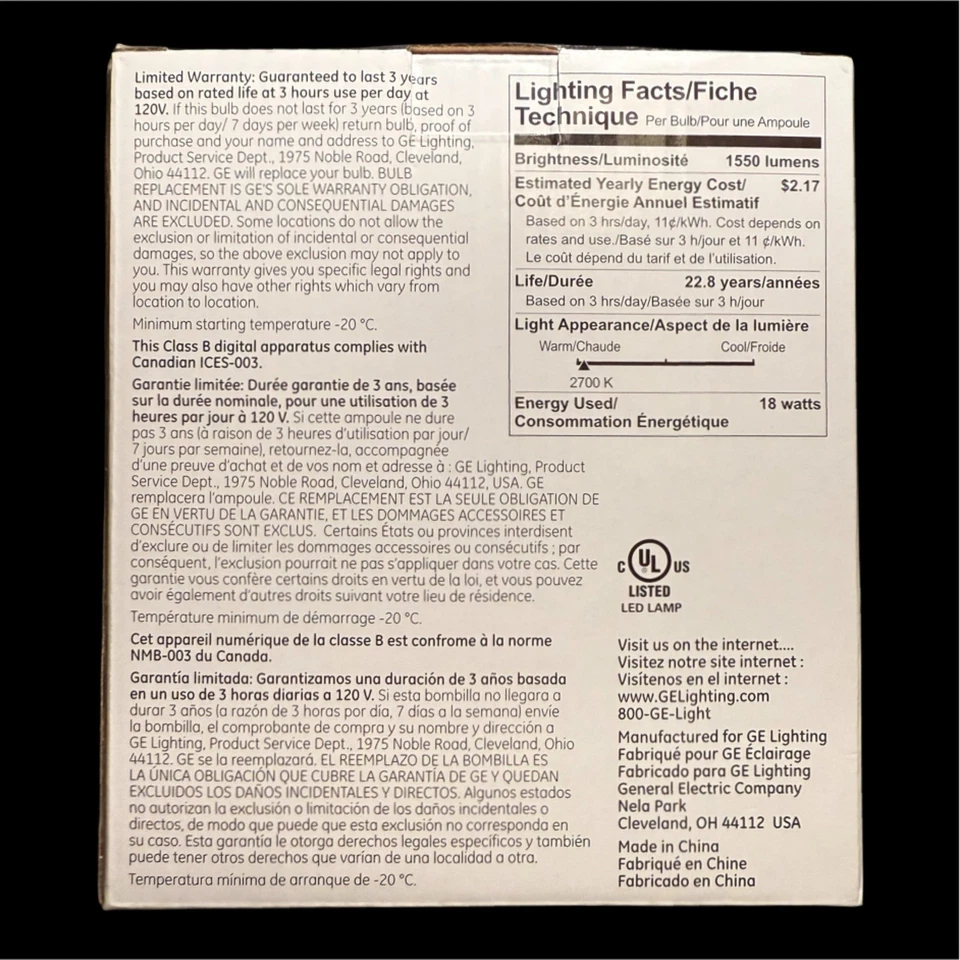 Limited Warranty: Guaranteed to last 3 years
based on rated life at 3 hours use per day at
120V. If this bulb does not last for 3 years (based on 3
hours per day/ 7 days per week) return bulb, proof of
purchase and your name and address to GE Lighting,
Product Service Dept., 1975 Noble Road, Cleveland,
Ohio 44112. GE will replace your bulb. BULB
REPLACEMENT IS GE'S SOLE WARRANTY OBLIGATION,
AND INCIDENTAL AND CONSEQUENTIAL DAMAGES
ARE EXCLUDED. Some locations do not allow the
exclusion or limitation of incidental or consequential
damages, so the above exclusion may not apply to
you. This warranty gives you specific legal rights and
you may also have other rights which vary from
location to location.
Minimum starting temperature -20 °C.
This Class B digital apparatus complies with
Canadian ICES-003.
Garantie limitée: Durée garantie de 3 ans, basée
sur la durée nominale, pour une utilisation de 3
heures par jour à 120 V. Si cette ampoule ne dure
pas 3 ans (à raison de 3 heures d'utilisation par jour/
7 jours par semaine), retournez-la, accompagnée
d'une preuve d'achat et de vos nom et adresse à : GE Lighting, Product
Service Dept., 1975 Noble Road, Cleveland, Ohio 44112, USA. GE
remplacera l'ampoule. CE REMPLACEMENT EST LA SEULE OBLIGATION DE
GE EN VERTU DE LA GARANTIE, ET LES DOMMAGES ACCESSOIRES ET
CONSÉCUTIFS SONT EXCLUS. Certains États ou provinces interdisent
d'exclure ou de limiter les dommages accessoires ou consécutifs ; par
conséquent, l'exclusion pourrait ne pas s'appliquer dans votre cas. Cette
garantie vous confère certains droits en vertu de la loi, et vous pouvez
avoir également d'autres droits suivant votre lieu de résidence.
Température minimum de démarrage -20 °C.
Cet appareil numérique de la classe B est confrome à la norme
NMB-003 du Canada.
Garantía limitada: Garantizamos una duración de 3 años basada
en un uso de 3 horas diarias a 120 V. Si esta bombilla no llegara a
durar 3 años (a razón de 3 horas por día, 7 días a la semana) envíe
la bombilla, el comprobante de compra y su nombre y dirección a
GE Lighting, Product Service Dept., 1975 Noble Road, Cleveland, Ohio
44112. GE se la reemplazará. EL REEMPLAZO DE LA BOMBILLA ES
LA ÚNICA OBLIGACIÓN QUE CUBRE LA GARANTÍA DE GE Y QUEDAN
EXCLUIDOS LOS DAÑOS INCIDENTALES Y DIRECTOS. Algunos estados
no autorizan la exclusión o limitación de los daños incidentales o
directos, de modo que puede que esta exclusión no corresponda en
su caso. Esta garantía le otorga derechos legales específicos y también
puede tener otros derechos que varían de una localidad a otra.
Temperatura mínima de arranque de -20 °C.
Lighting Facts/Fiche
Technique Per Bulb/Pour une Ampoule
Brightness/Luminosité 1550 lumens
Estimated Yearly Energy Cost/ $2.17
Coût d'Énergie Annuel Estimatif
Based on 3 hrs/day, 11¢/kWh. Cost depends on
rates and use./Basé sur 3 h/jour et 11 ¢/kWh.
Le coût dépend du tarif et de l'utilisation.
Life/Durée 22.8 years/années
Based on 3 hrs/day/Basée sur 3 h/jour
Light Appearance/Aspect de la lumière
Warm/Chaude Cool/Froide
2700 K
Energy Used/ 18 watts
Consommation Énergétique
C UL US
LISTED
LED LAMP
Visit us on the internet....
Visitez notre site internet :
Visítenos en el internet :
www.GELighting.com
800-GE-Light
Manufactured for GE Lighting
Fabriqué pour GE Éclairage
Fabricado para GE Lighting
General Electric Company
Nela Park
Cleveland, OH 44112 USA
Made in China
Fabriqué en Chine
Fabricado en China